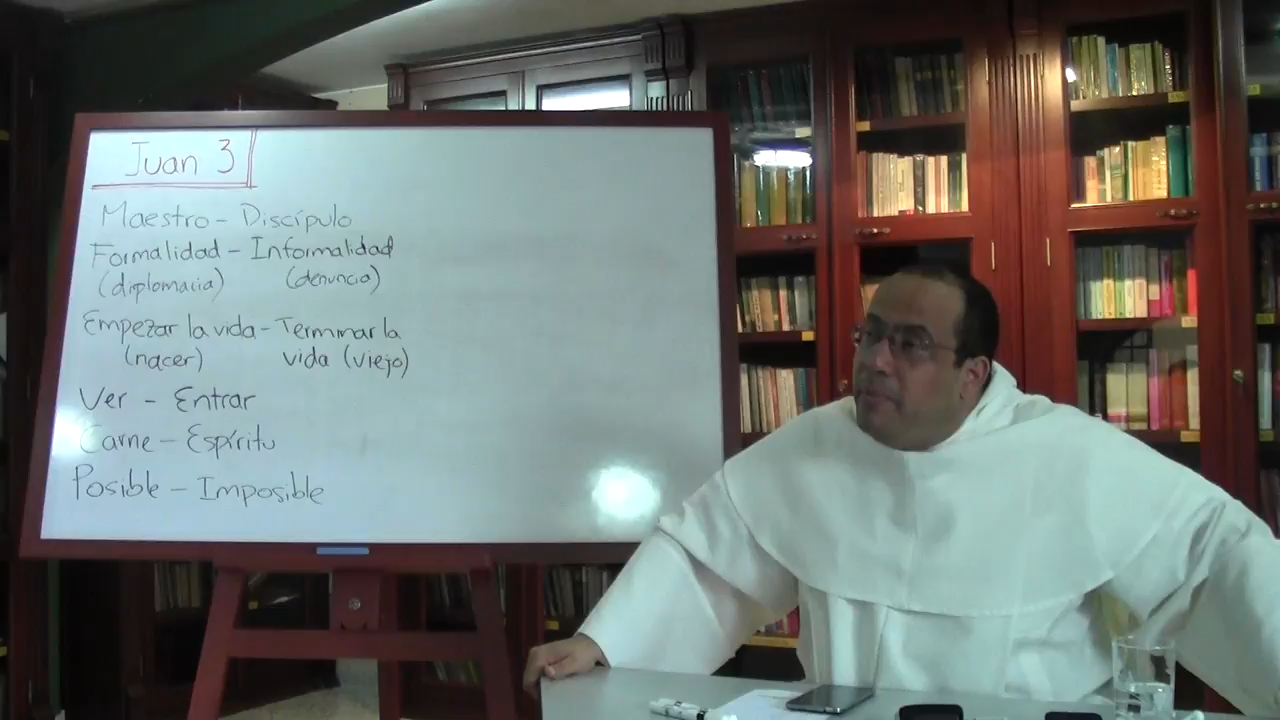 Juan 3
Maestro - Discípulo
Formalidad - Informalidad
(diplomacia) (denuncia)
Empezar la vida - Terminar la
(nacer) vida (viejo)
Ver - Entrar
Carne - Espíritu
Posible - Imposible